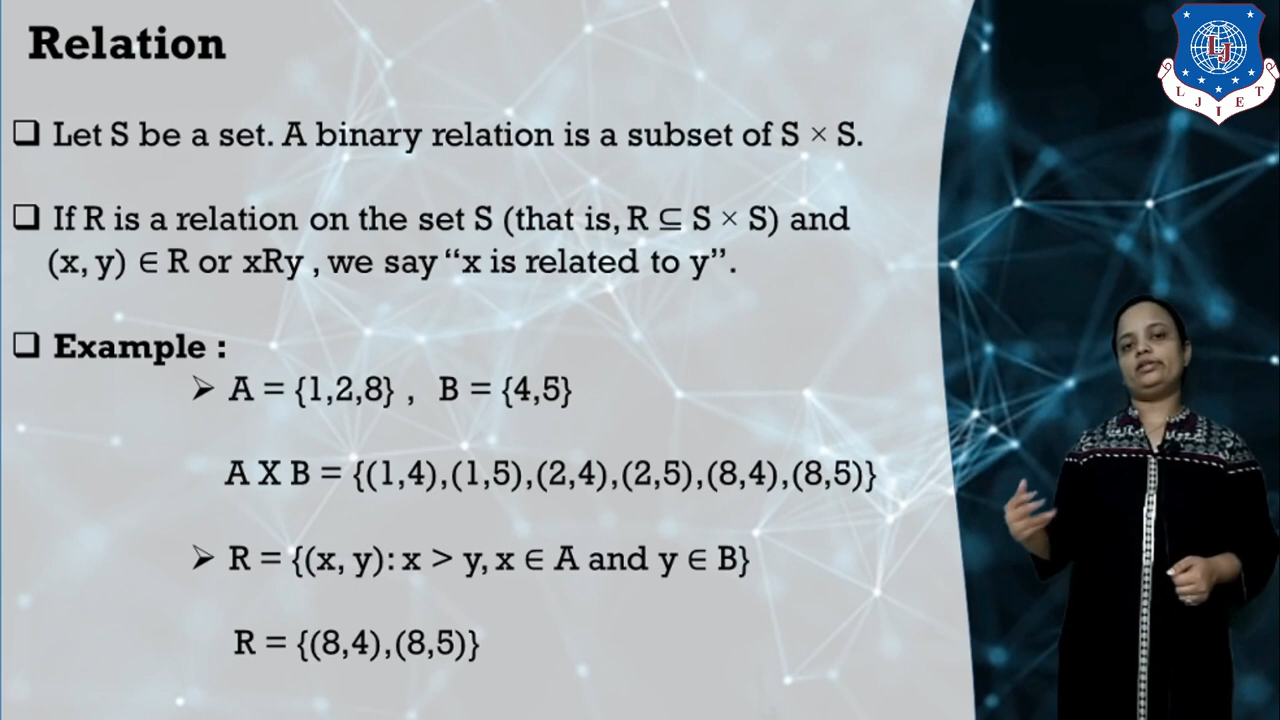 Relation
❑ Let S be a set. A binary relation is a subset of S × S.
❑ If R is a relation on the set S (that is, R ⊆ S × S) and
(x, y) ∈ R or xRy , we say “x is related to y”.
❑ Example :
➢ A = {1,2,8} , B = {4,5}
A X B = {(1,4),(1,5),(2,4),(2,5),(8,4),(8,5)}
➢ R = {(x, y): x > y, x ∈ A and y ∈ B}
R = {(8,4),(8,5)}
LJ
L J I E T